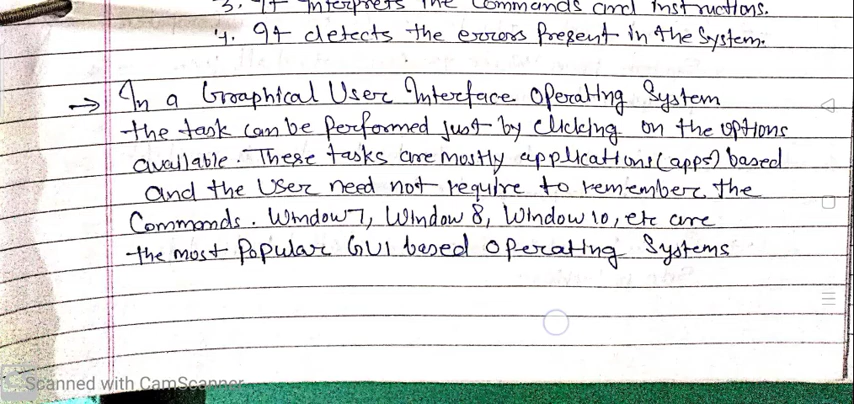 3. It Interprets the Commands and instructions.
4. It detects the errors Present in the System.
→ In a Graphical User Interface Operating System
the task can be performed just by clicking on the options
available. These tasks are mostly applications (apps) based
and the User need not require to remember the
Commands. Window 7, Window 8, Window 10, etc are
the most Popular GUI based Operating Systems
Scanned with CamScanner